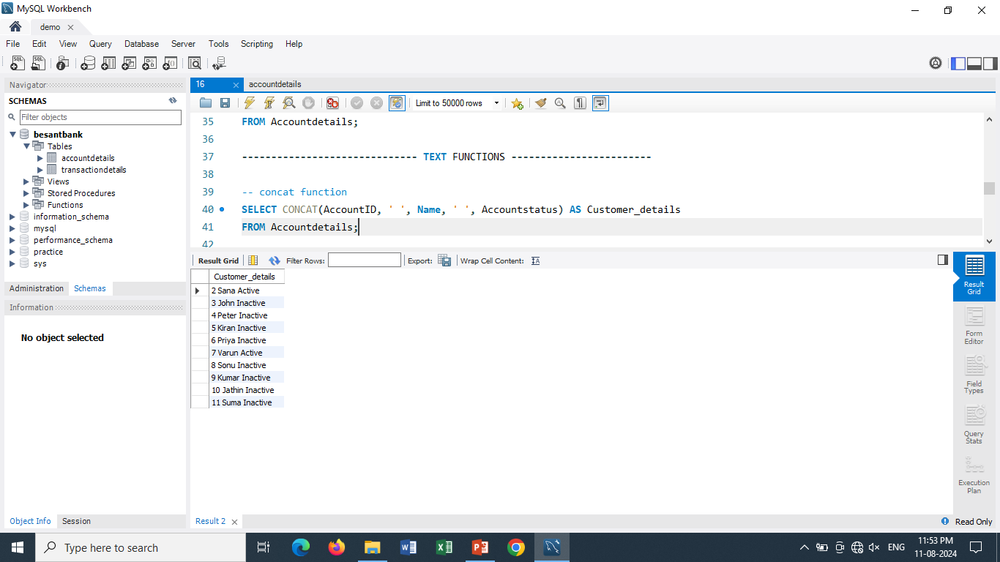 MySQL Workbench
demo
File Edit View Query Database Server Tools Scripting Help
Navigator
SCHEMAS
Filter objects
besantbank
Tables
accountdetails
transactiondetails
Views
Stored Procedures
Functions
information_schema
mysql
performance_schema
practice
sys
Administration Schemas
Information
No object selected
Object Info Session
16 accountdetails
Limit to 50000 rows
35 FROM Accountdetails;
36
37 ------------------------------ TEXT FUNCTIONS ------------------------
38
39 -- concat function
40 SELECT CONCAT(AccountID, ' ', Name, ' ', Accountstatus) AS Customer_details
41 FROM Accountdetails;
42
Result Grid Filter Rows: Export: Wrap Cell Content:
Customer_details
2 Sana Active
3 John Inactive
4 Peter Inactive
5 Kiran Inactive
6 Priya Inactive
7 Varun Active
8 Sonu Inactive
9 Kumar Inactive
10 Jathin Inactive
11 Suma Inactive
Result
Grid
Form
Editor
Field
Types
Query
Stats
Execution
Plan
Result 2
Read Only
Type here to search
ENG
11:53 PM
11-08-2024